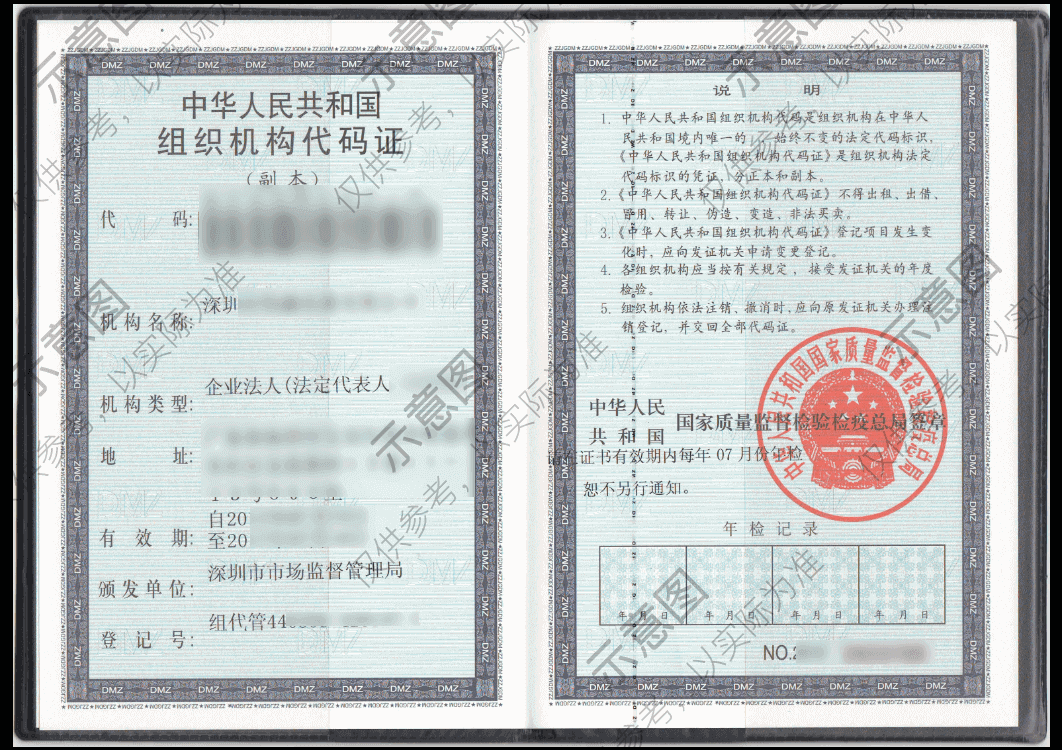 中华人民共和国
组织机构代码证
（副 本）
代 码:
机构名称: 深圳
机构类型: 企业法人(法定代表人
地 址:
有 效 期: 自20
至20
颁发单位: 深圳市市场监督管理局
登 记 号: 组代管44
说 明
1. 中华人民共和国组织机构代码是组织机构在中华人
民共和国境内唯一的、始终不变的法定代码标识，
《中华人民共和国组织机构代码证》是组织机构法定
代码标识的凭证，分正本和副本。
2.《中华人民共和国组织机构代码证》不得出租、出借、
冒用、转让、伪造、变造、非法买卖。
3.《中华人民共和国组织机构代码证》登记项目发生变
化时，应向发证机关申请变更登记。
4. 各组织机构应当按有关规定，接受发证机关的年度
检验。
5. 组织机构依法注销、撤消时，应向原发证机关办理注
销登记，并交回全部代码证。
中华人民
共 和 国 国家质量监督检验检疫总局签章
请在证书有效期内每年 07 月份年检
恕不另行通知。
年 检 记 录
年 月 日 年 月 日 年 月 日 年 月 日
NO.2
中华人民共和国国家质量监督检验检疫总局
示意图
仅供参考，以实际为准